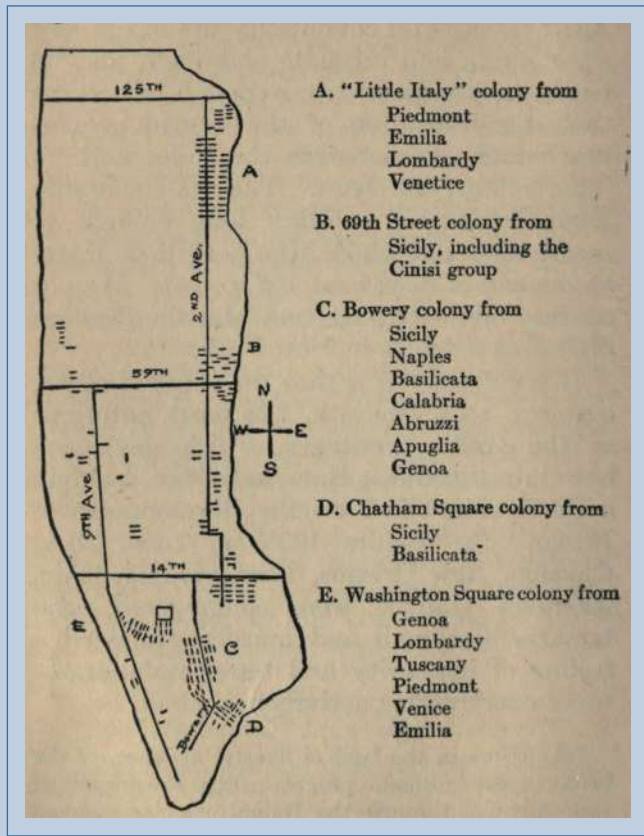 125TH
A
2ND AVE.
B
59TH
N
W E
S
9TH AVE
14TH
E
C
D
Bowery
A. "Little Italy" colony from
Piedmont
Emilia
Lombardy
Venetice
B. 69th Street colony from
Sicily, including the
Cinisi group
C. Bowery colony from
Sicily
Naples
Basilicata
Calabria
Abruzzi
Apuglia
Genoa
D. Chatham Square colony from
Sicily
Basilicata
E. Washington Square colony from
Genoa
Lombardy
Tuscany
Piedmont
Venice
Emilia